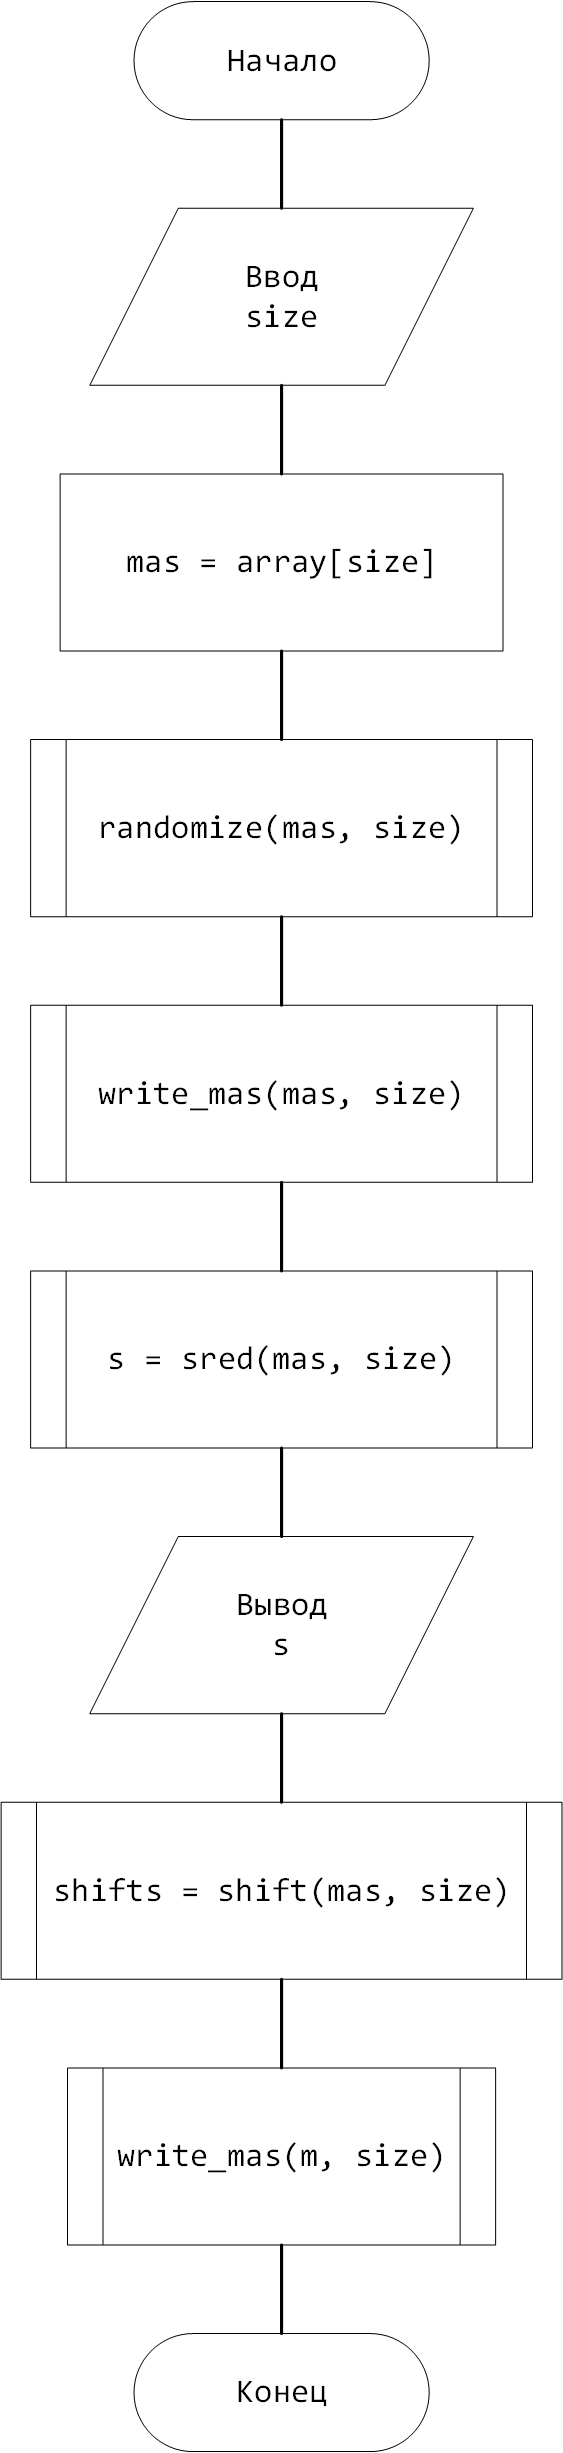 Начало
Ввод
size
mas = array[size]
randomize(mas, size)
write_mas(mas, size)
s = sred(mas, size)
Вывод
s
shifts = shift(mas, size)
write_mas(m, size)
Конец